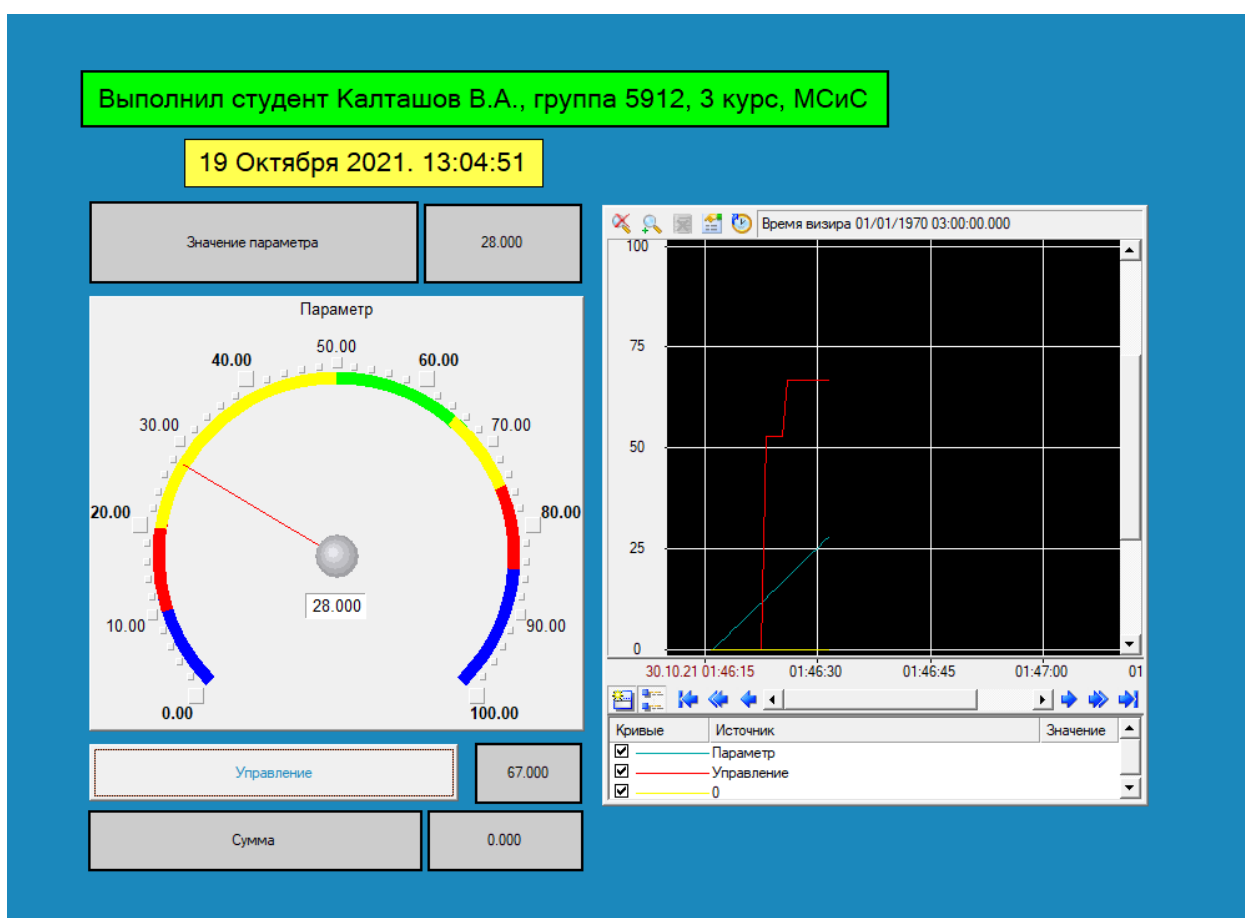 Выполнил студент Калташов В.А., группа 5912, 3 курс, МСиС
19 Октября 2021. 13:04:51
Значение параметра
28.000
Параметр
0.00
10.00
20.00
30.00
40.00
50.00
60.00
70.00
80.00
90.00
100.00
28.000
Управление
67.000
Сумма
0.000
Время визира 01/01/1970 03:00:00.000
100
75
50
25
0
30.10.21 01:46:15 01:46:30 01:46:45 01:47:00 01
Кривые Источник Значение
Параметр
Управление
0